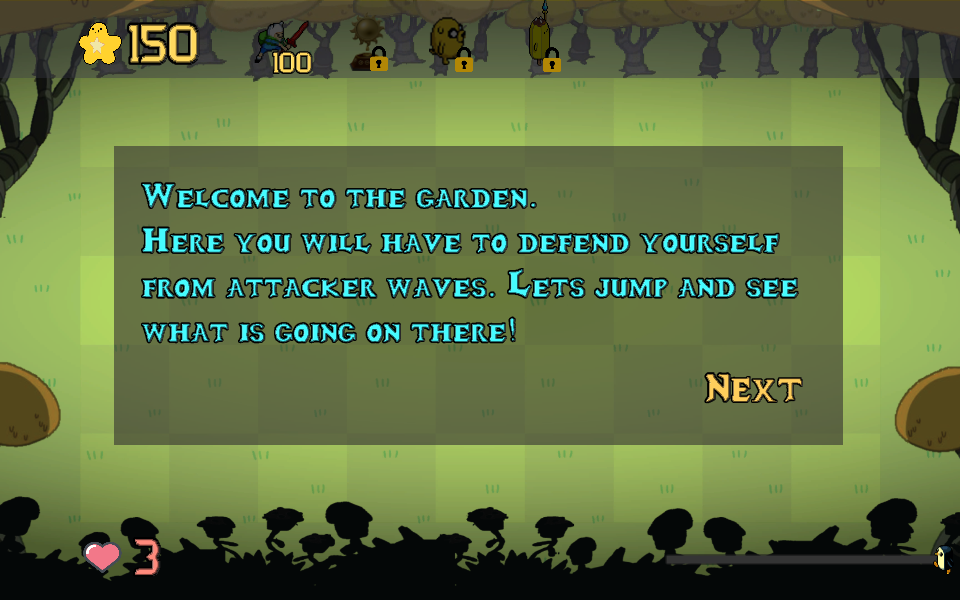 150
100
Welcome to the garden.
Here you will have to defend yourself
from attacker waves. Lets jump and see
what is going on there!
Next
3